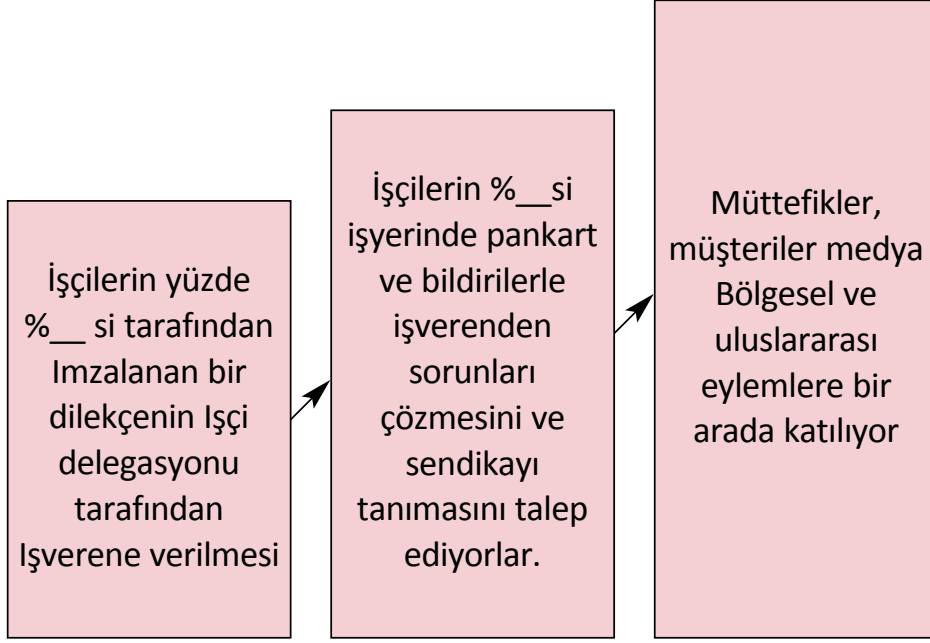 İşçilerin yüzde
%__ si tarafından
Imzalanan bir
dilekçenin Işçi
delegasyonu
tarafından
Işverene verilmesi
İşçilerin %__si
işyerinde pankart
ve bildirilerle
işverenden
sorunları
çözmesini ve
sendikayı
tanımasını talep
ediyorlar.
Müttefikler,
müşteriler medya
Bölgesel ve
uluslararası
eylemlere bir
arada katılıyor